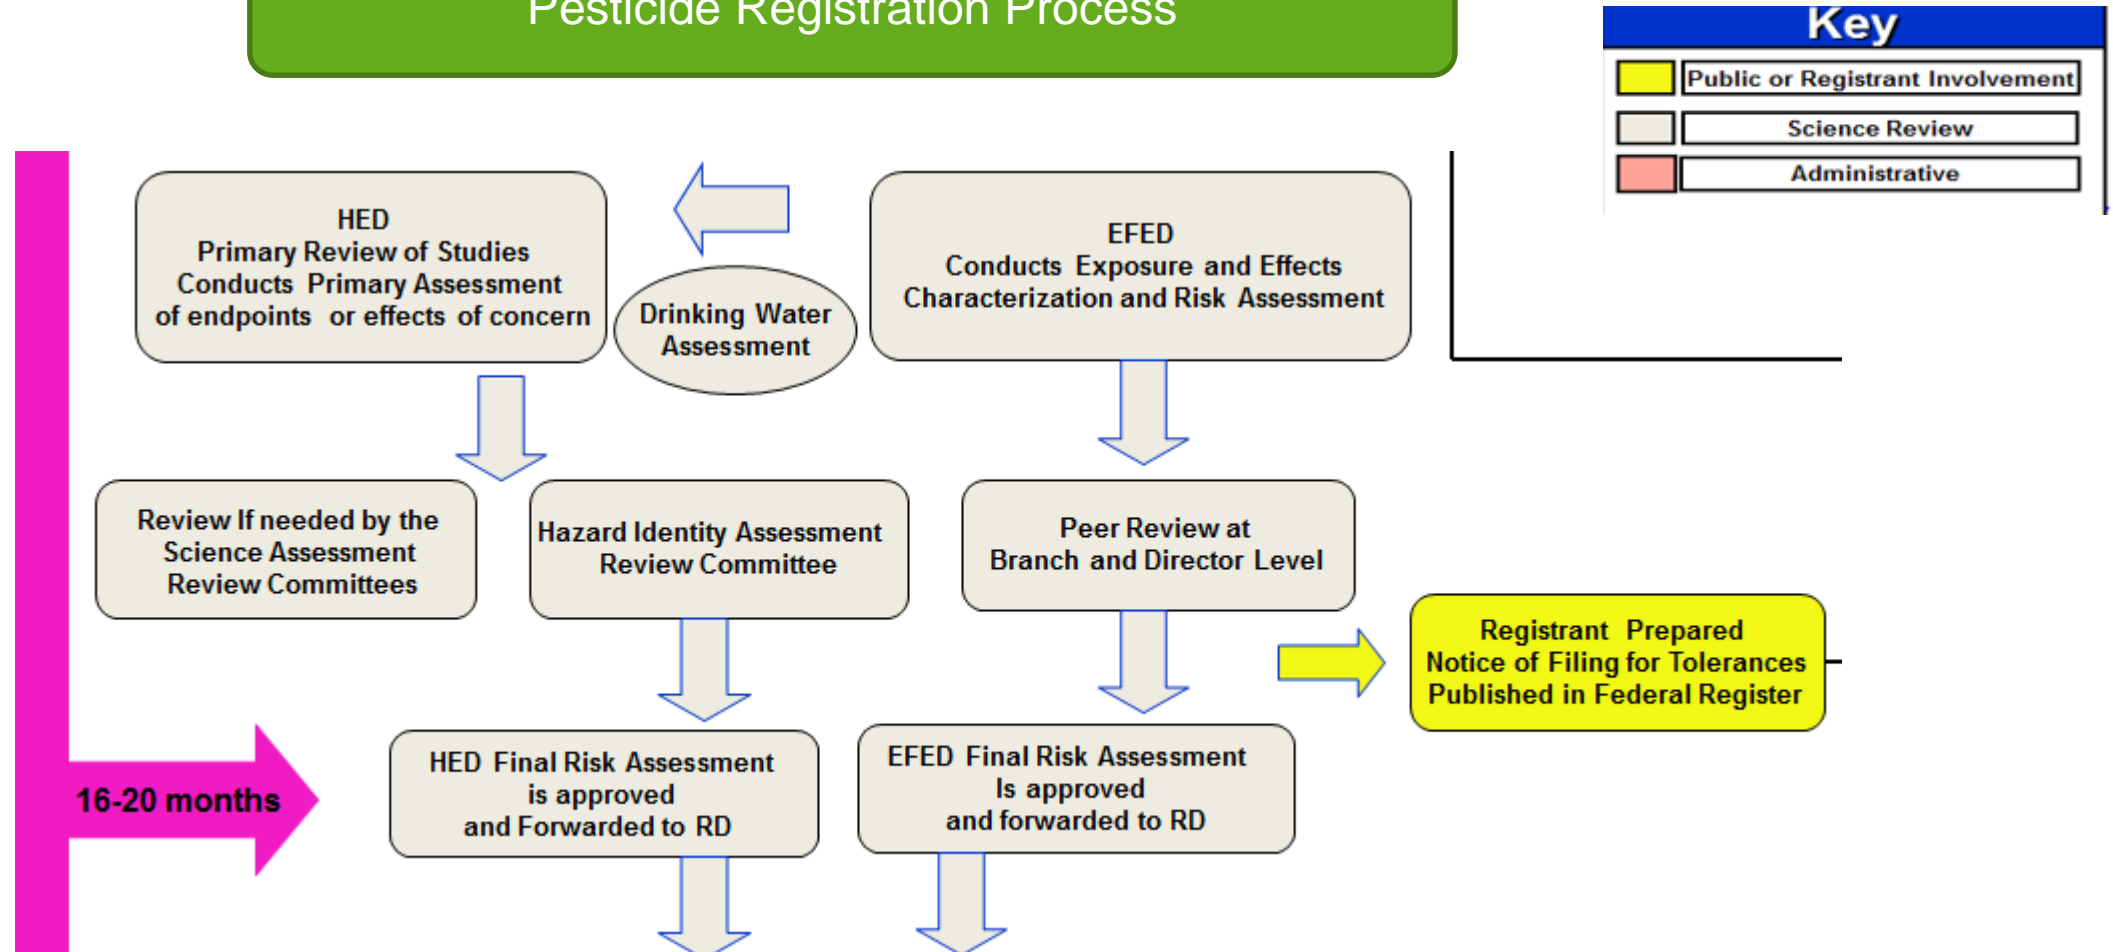 Pesticide Registration Process
Key
Public or Registrant Involvement
Science Review
Administrative
HED
Primary Review of Studies
Conducts Primary Assessment
of endpoints or effects of concern
Drinking Water
Assessment
EFED
Conducts Exposure and Effects
Characterization and Risk Assessment
Review If needed by the
Science Assessment
Review Committees
Hazard Identity Assessment
Review Committee
Peer Review at
Branch and Director Level
Registrant Prepared
Notice of Filing for Tolerances
Published in Federal Register
16-20 months
HED Final Risk Assessment
is approved
and Forwarded to RD
EFED Final Risk Assessment
Is approved
and forwarded to RD